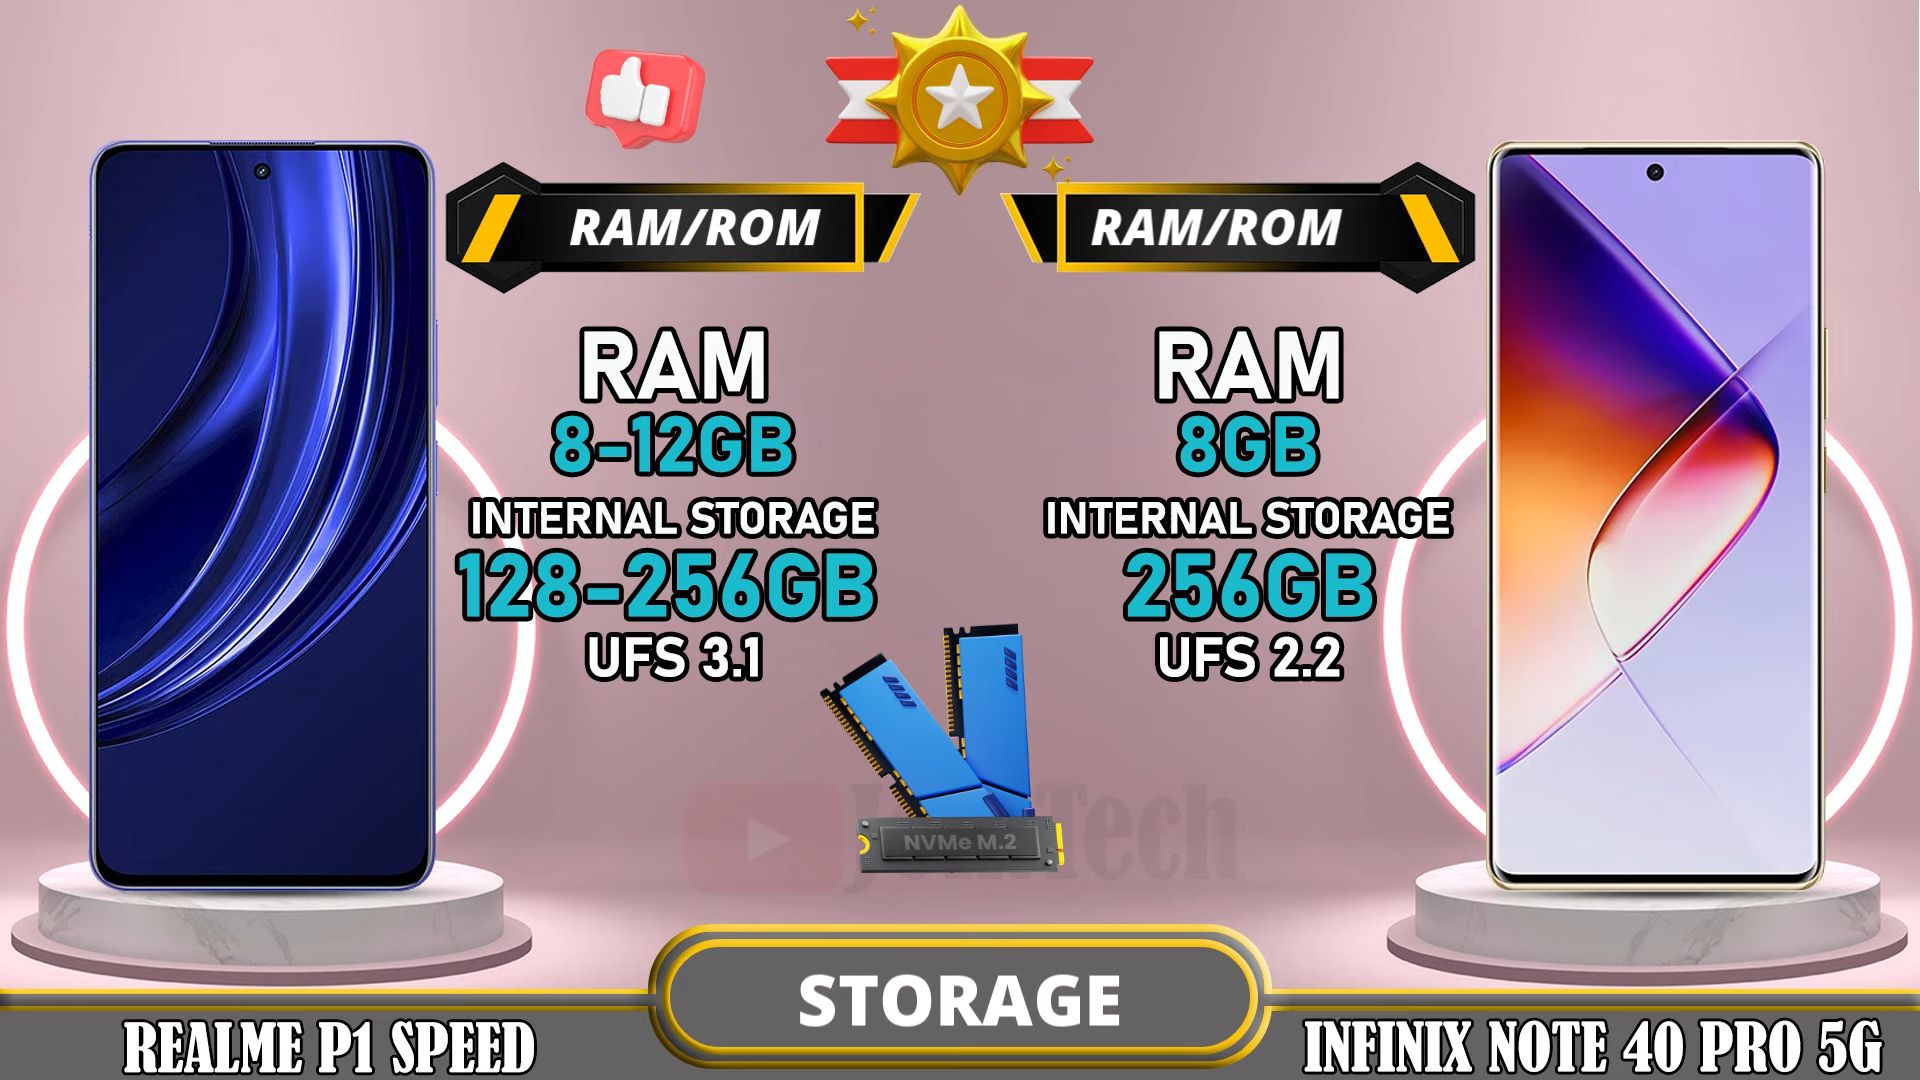 RAM/ROM
RAM/ROM
RAM
8-12GB
INTERNAL STORAGE
128-256GB
UFS 3.1
RAM
8GB
INTERNAL STORAGE
256GB
UFS 2.2
NVMe M.2
STORAGE
REALME P1 SPEED
INFINIX NOTE 40 PRO 5G